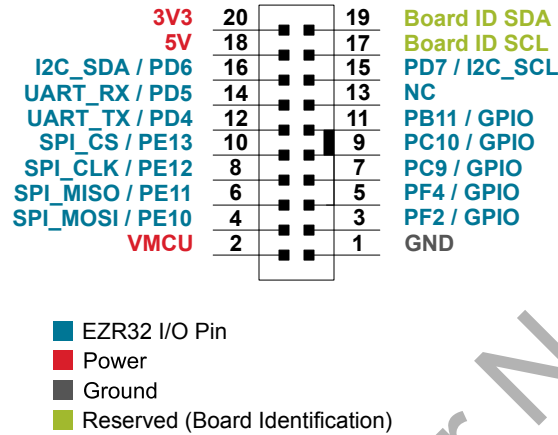 3V3 20 19 Board ID SDA
5V 18 17 Board ID SCL
I2C_SDA / PD6 16 15 PD7 / I2C_SCL
UART_RX / PD5 14 13 NC
UART_TX / PD4 12 11 PB11 / GPIO
SPI_CS / PE13 10 9 PC10 / GPIO
SPI_CLK / PE12 8 7 PC9 / GPIO
SPI_MISO / PE11 6 5 PF4 / GPIO
SPI_MOSI / PE10 4 3 PF2 / GPIO
VMCU 2 1 GND
EZR32 I/O Pin
Power
Ground
Reserved (Board Identification)